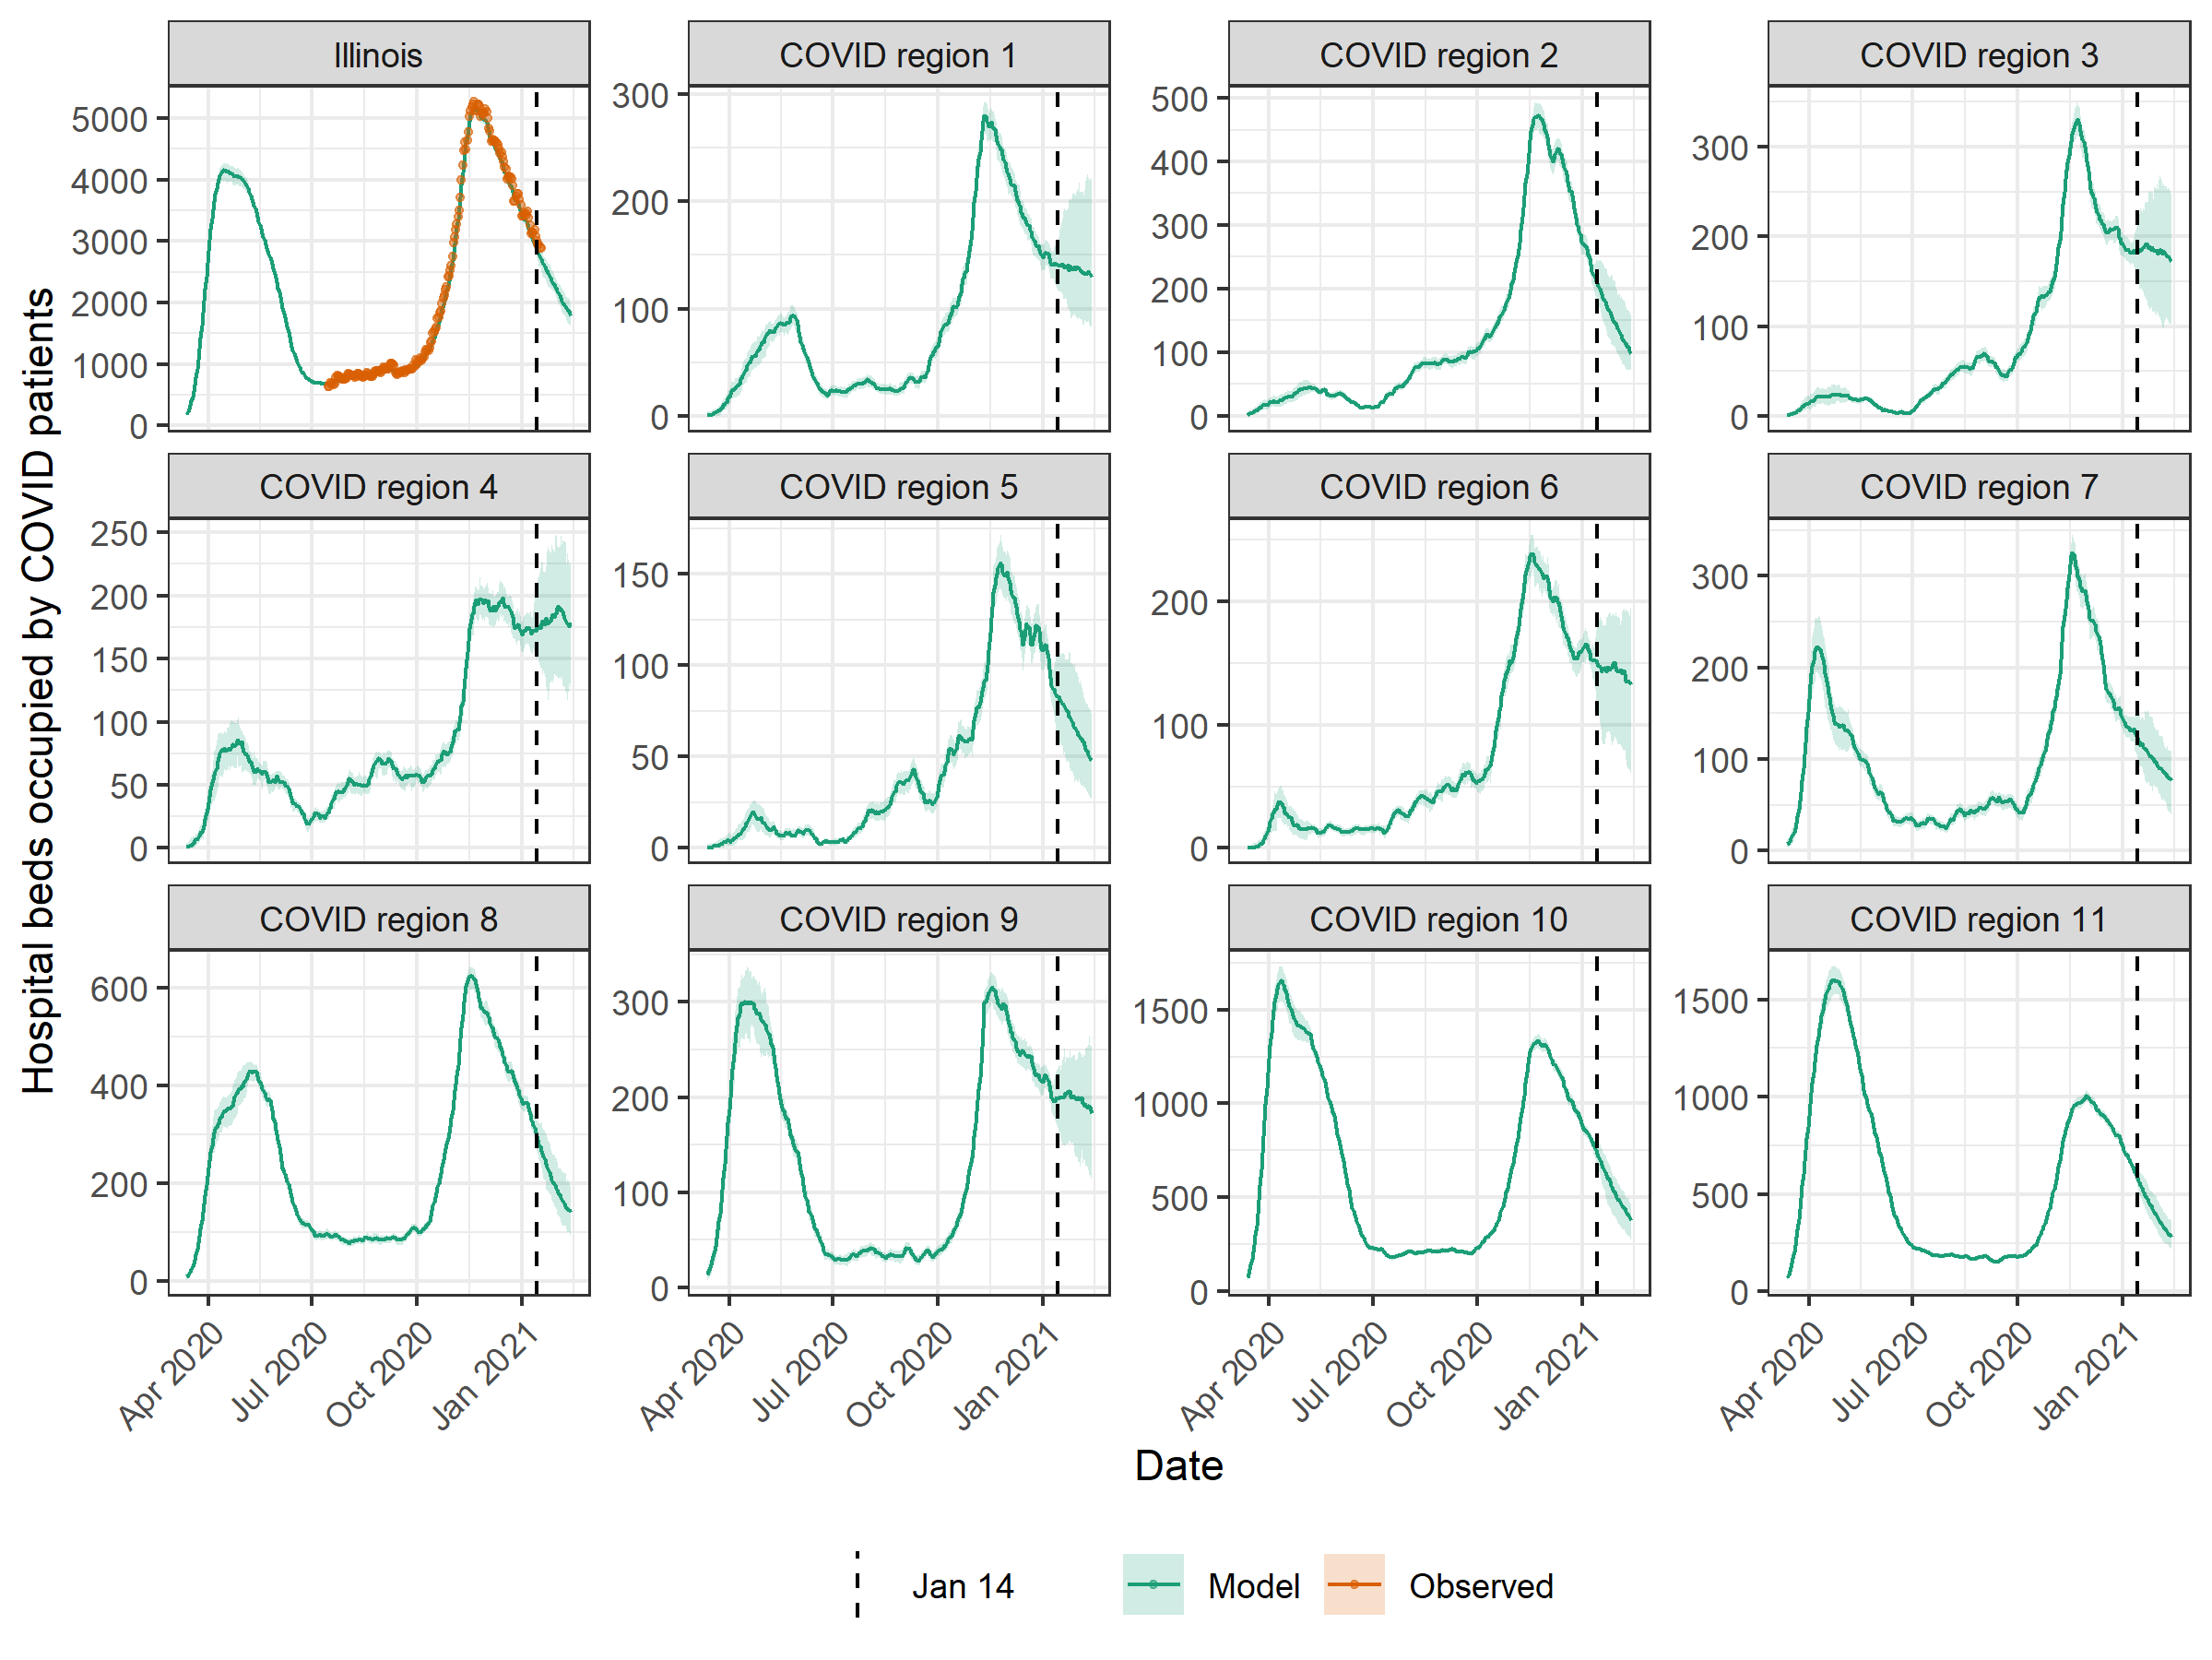 Illinois
COVID region 1
COVID region 2
COVID region 3
5000
4000
3000
2000
1000
0
300
200
100
0
500
400
300
200
100
0
300
200
100
0
COVID region 4
COVID region 5
COVID region 6
COVID region 7
250
200
150
100
50
0
150
100
50
0
200
100
0
300
200
100
0
COVID region 8
COVID region 9
COVID region 10
COVID region 11
600
400
200
0
300
200
100
0
1500
1000
500
0
1500
1000
500
0
Apr 2020
Jul 2020
Oct 2020
Jan 2021
Apr 2020
Jul 2020
Oct 2020
Jan 2021
Apr 2020
Jul 2020
Oct 2020
Jan 2021
Apr 2020
Jul 2020
Oct 2020
Jan 2021
Hospital beds occupied by COVID patients
Date
Jan 14
Model
Observed